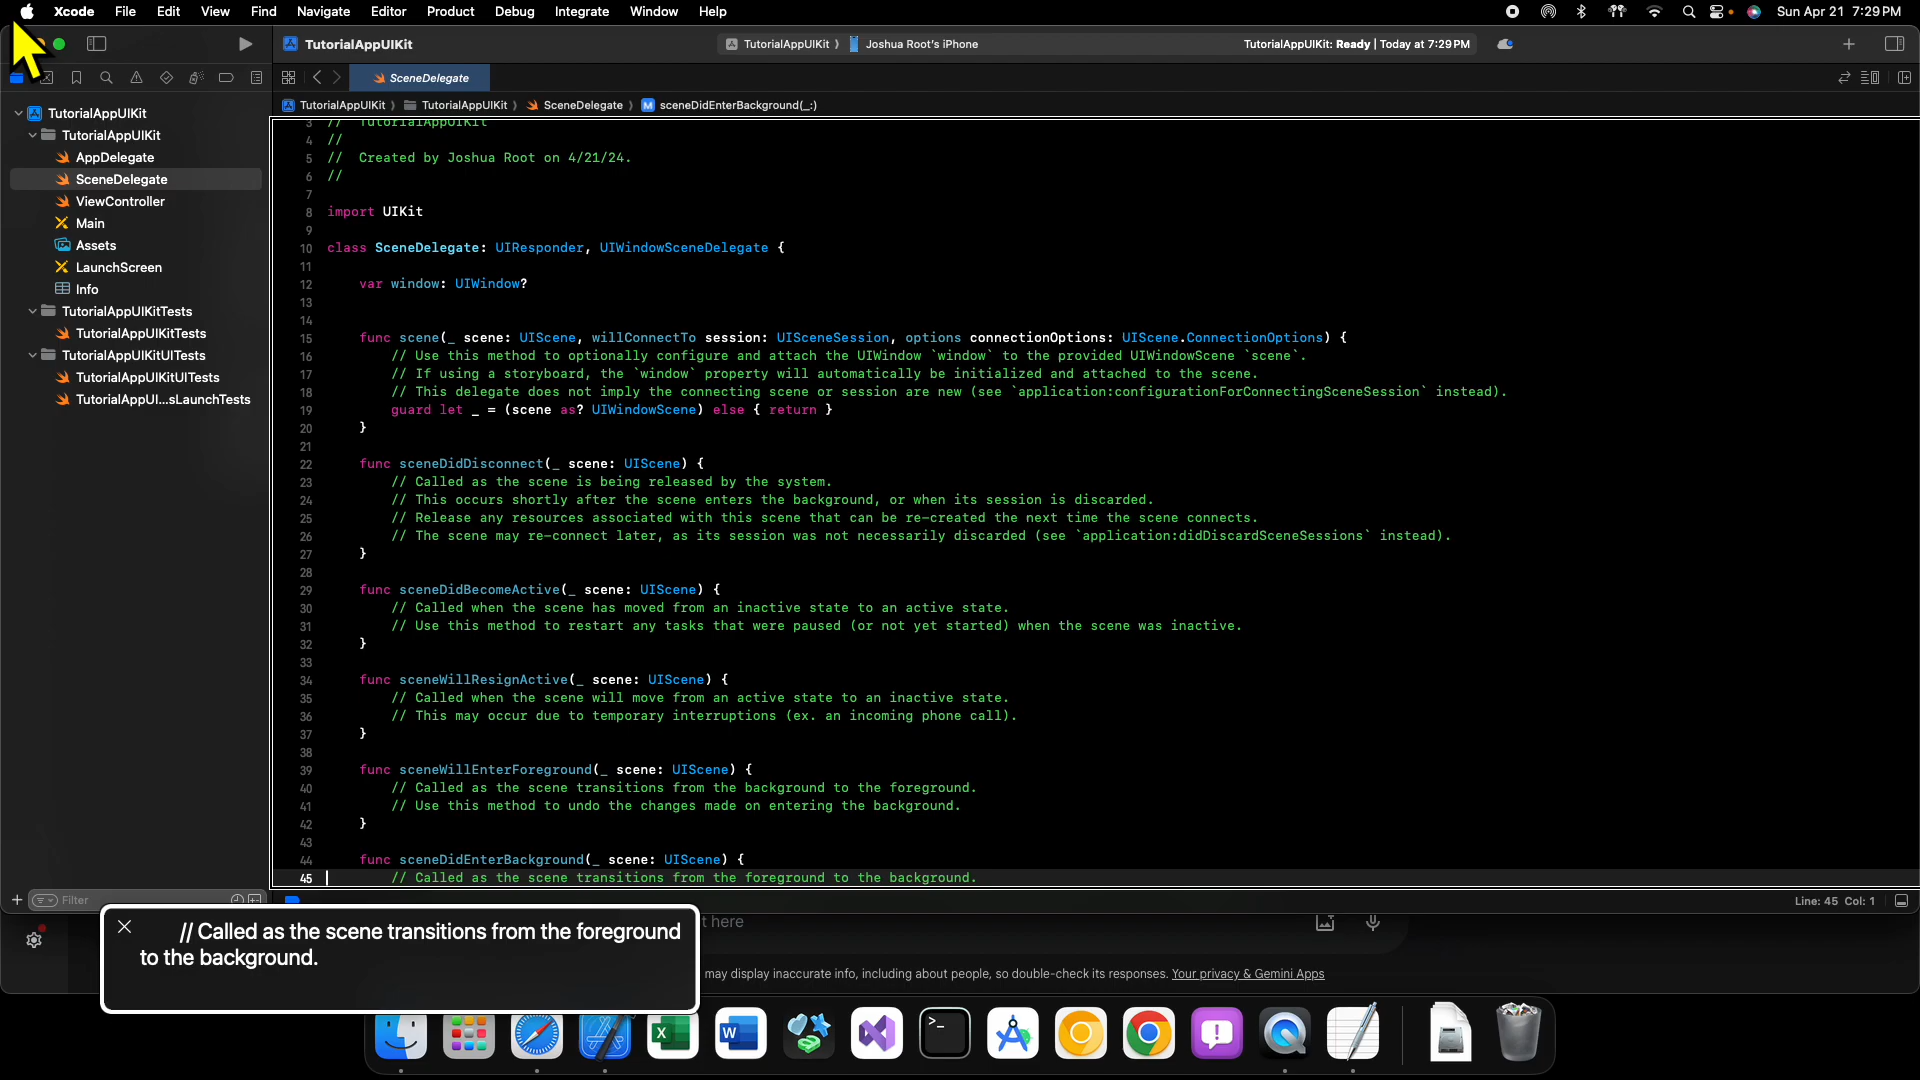 Xcode File Edit View Find Navigate Editor Product Debug Integrate Window Help Sun Apr 21 7:29 PM
TutorialAppUIKit TutorialAppUIKit Joshua Root's iPhone TutorialAppUIKit: Ready | Today at 7:29 PM
SceneDelegate
TutorialAppUIKit TutorialAppUIKit SceneDelegate M sceneDidEnterBackground(_:)
TutorialAppUIKit
TutorialAppUIKit
AppDelegate
SceneDelegate
ViewController
Main
Assets
LaunchScreen
Info
TutorialAppUIKitTests
TutorialAppUIKitTests
TutorialAppUIKitUITests
TutorialAppUIKitUITests
TutorialAppUI...sLaunchTests
Filter
3 // TutorialAppUIKit
4 //
5 // Created by Joshua Root on 4/21/24.
6 //
7
8 import UIKit
9
10 class SceneDelegate: UIResponder, UIWindowSceneDelegate {
11
12 var window: UIWindow?
13
14
15 func scene(_ scene: UIScene, willConnectTo session: UISceneSession, options connectionOptions: UIScene.ConnectionOptions) {
16 // Use this method to optionally configure and attach the UIWindow `window` to the provided UIWindowScene `scene`.
17 // If using a storyboard, the `window` property will automatically be initialized and attached to the scene.
18 // This delegate does not imply the connecting scene or session are new (see `application:configurationForConnectingSceneSession` instead).
19 guard let _ = (scene as? UIWindowScene) else { return }
20 }
21
22 func sceneDidDisconnect(_ scene: UIScene) {
23 // Called as the scene is being released by the system.
24 // This occurs shortly after the scene enters the background, or when its session is discarded.
25 // Release any resources associated with this scene that can be re-created the next time the scene connects.
26 // The scene may re-connect later, as its session was not necessarily discarded (see `application:didDiscardSceneSessions` instead).
27 }
28
29 func sceneDidBecomeActive(_ scene: UIScene) {
30 // Called when the scene has moved from an inactive state to an active state.
31 // Use this method to restart any tasks that were paused (or not yet started) when the scene was inactive.
32 }
33
34 func sceneWillResignActive(_ scene: UIScene) {
35 // Called when the scene will move from an active state to an inactive state.
36 // This may occur due to temporary interruptions (ex. an incoming phone call).
37 }
38
39 func sceneWillEnterForeground(_ scene: UIScene) {
40 // Called as the scene transitions from the background to the foreground.
41 // Use this method to undo the changes made on entering the background.
42 }
43
44 func sceneDidEnterBackground(_ scene: UIScene) {
45 // Called as the scene transitions from the foreground to the background.
Line: 45 Col: 1
// Called as the scene transitions from the foreground
to the background.
t here
may display inaccurate info, including about people, so double-check its responses. Your privacy & Gemini Apps